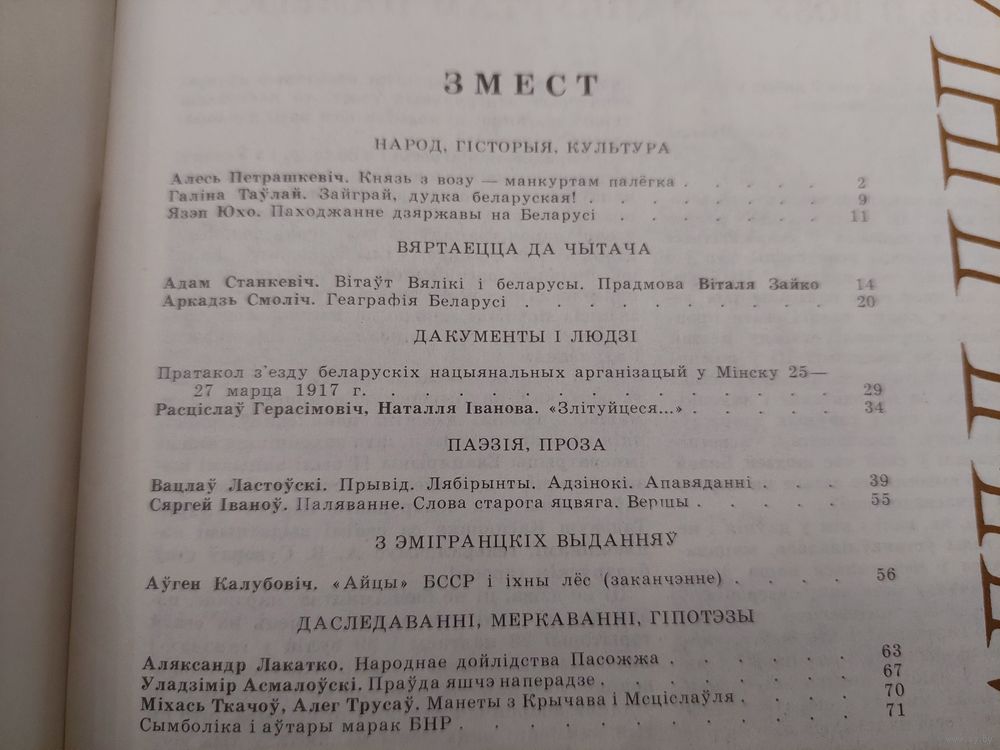 ЗМЕСТ
НАРОД, ГІСТОРЫЯ, КУЛЬТУРА
Алесь Петрашкевіч. Князь з возу — манкуртам палёгка . . . . . 2
Галіна Таўлай. Зайграй, дудка беларуская! . . . . . . . . 9
Язэп Юхо. Паходжанне дзяржавы на Беларусі . . . . . . . 11
ВЯРТАЕЦЦА ДА ЧЫТАЧА
Адам Станкевіч. Вітаўт Вялікі і беларусы. Прадмова Віталя Зайко 14
Аркадзь Смоліч. Геаграфія Беларусі . . . . . . . . . . 20
ДАКУМЕНТЫ І ЛЮДЗІ
Пратакол з'езду беларускіх нацыянальных арганізацый у Мінску 25—
27 марца 1917 г. . . . . . . . . . . . . . . 29
Расціслаў Герасімовіч, Наталля Іванова. «Злітуйцеся...» . . . . . 34
ПАЭЗІЯ, ПРОЗА
Вацлаў Ластоўскі. Прывід. Лябірынты. Адзінокі. Апавяданні . . . 39
Сяргей Іваноў. Паляванне. Слова старога яцвяга. Вершы . . . . . 55
З ЭМІГРАНЦКІХ ВЫДАННЯЎ
Аўген Калубовіч. «Айцы» БССР і іхны лёс (заканчэнне) . . . . 56
ДАСЛЕДАВАННІ, МЕРКАВАННІ, ГІПОТЭЗЫ
Аляксандр Лакатко. Народнае дойлідства Пасожжа . . . . . . 63
Уладзімір Асмалоўскі. Праўда яшчэ наперадзе . . . . . . . . 67
Міхась Ткачоў, Алег Трусаў. Манеты з Крычава і Мсціслаўля . . . . 70
Сымболіка і аўтары марак БНР . . . . . . . . . . . 71